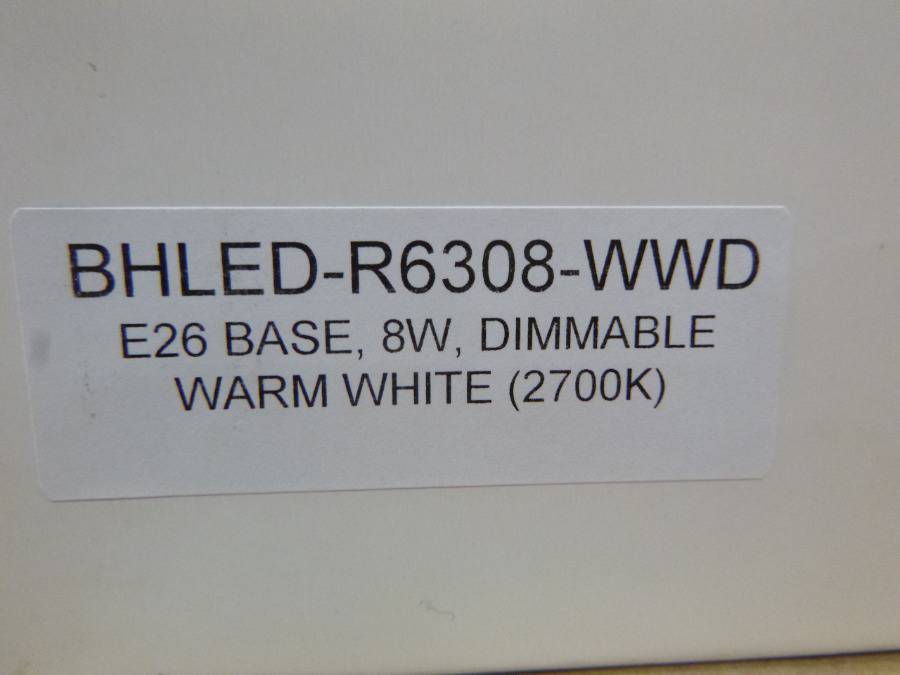 BHLED-R6308-WWD
E26 BASE, 8W, DIMMABLE
WARM WHITE (2700K)